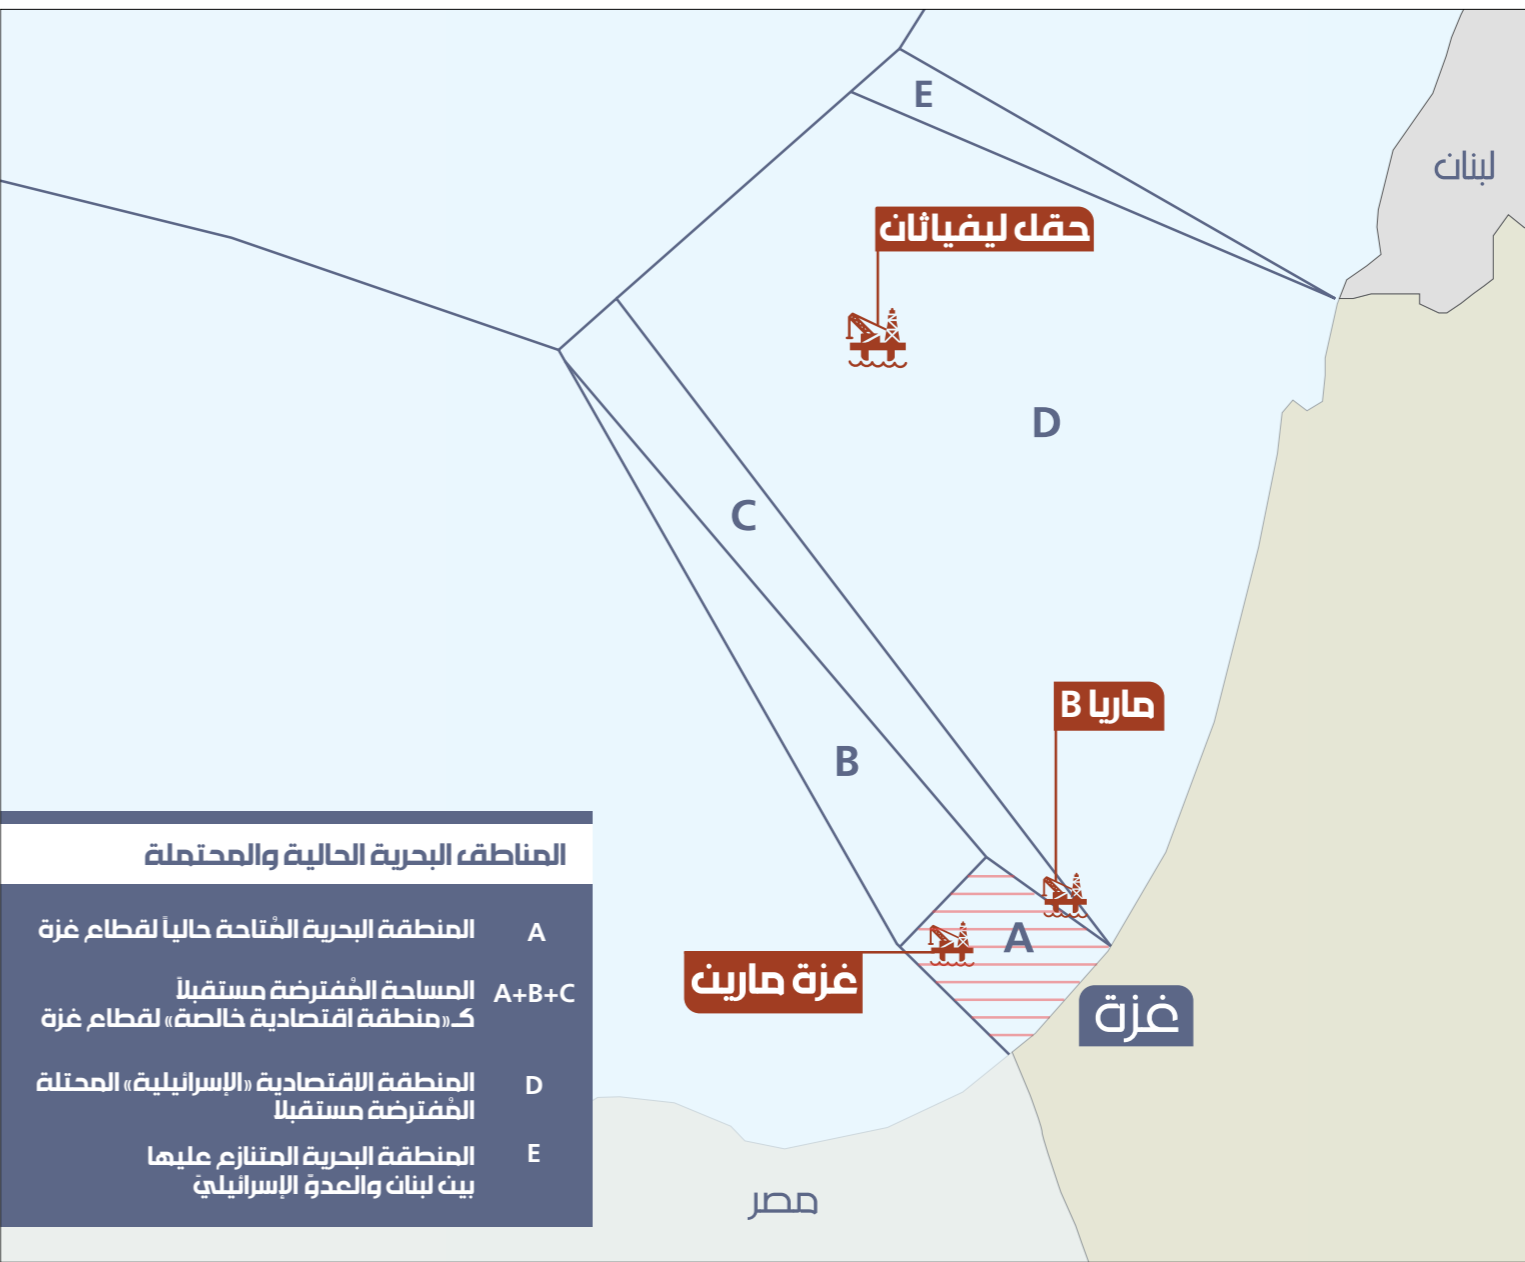 E
لبنان
حقل ليفياثان
D
C
ماريا B
B
المناطق البحرية الحالية والمحتملة
A المنطقة البحرية المُتاحة حالياً لقطاع غزة
A+B+C المساحة المُفترضة مستقبلاً
كـ«منطقة اقتصادية خالصة» لقطاع غزة
D المنطقة الاقتصادية «الإسرائيلية» المحتلة
المُفترضة مستقبلا
E المنطقة البحرية المتنازع عليها
بين لبنان والعدوّ الإسرائيليّ
A
غزة مارين
غزة
مصر